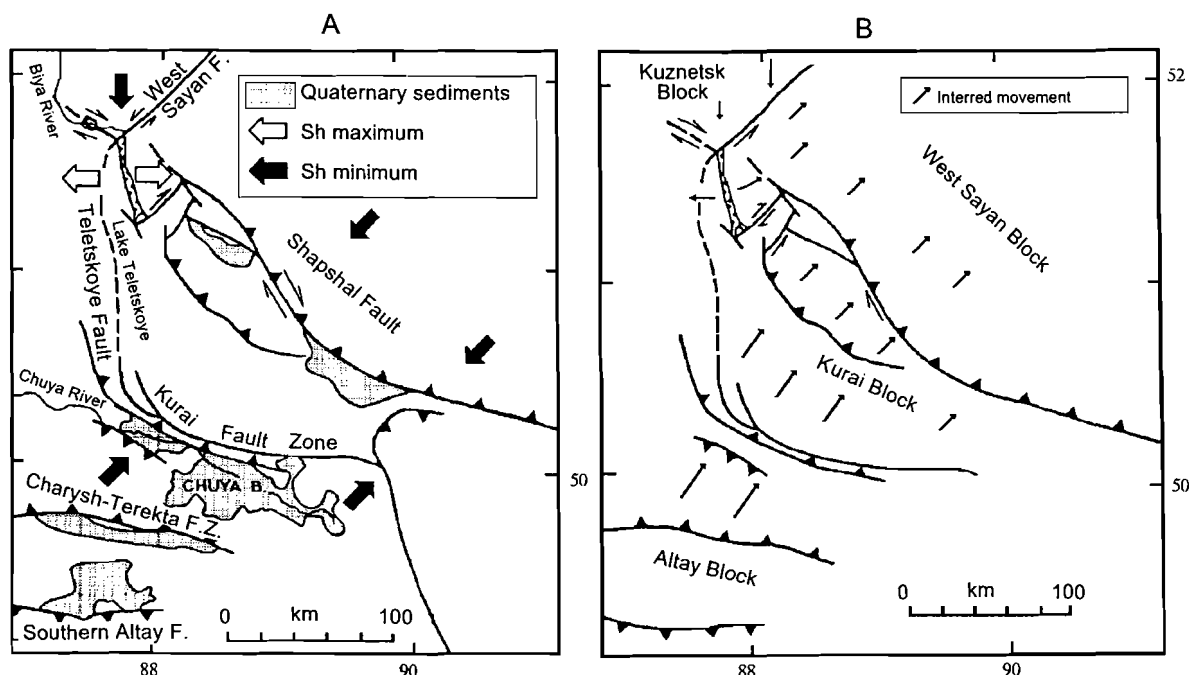 A
Biya River
West
Sayan F.
Quaternary sediments
Sh maximum
Sh minimum
Teletskoye Fault
Lake Teletskoye
Shapshal Fault
Chuya River
Kurai
Fault Zone
CHUYA B.
Charysh-Terekta F.Z.
Southern Altay F.
0 km 100
50
88 90
B
Kuznetsk
Block
Interred movement
West Sayan Block
Kurai Block
Altay Block
0 km 100
52
50
88 90